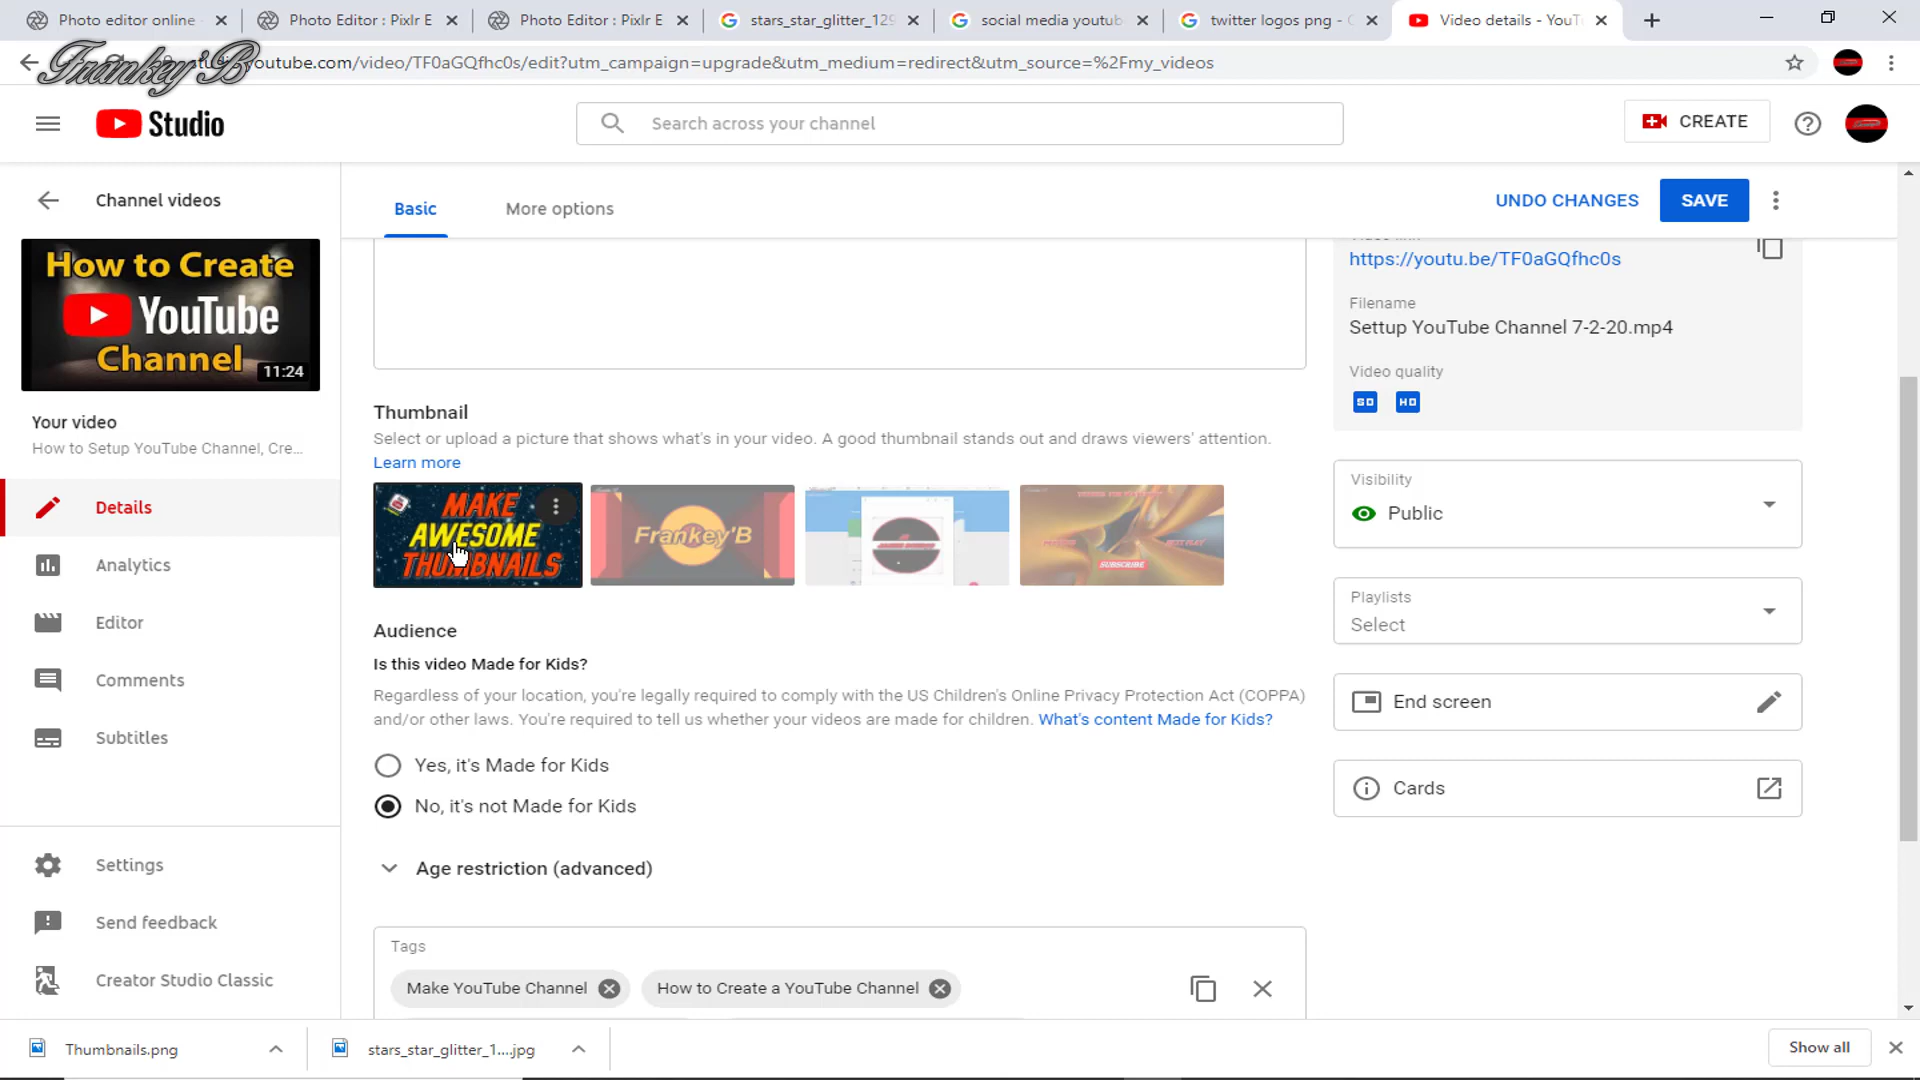 Photo editor online -
Photo Editor : Pixlr E
Photo Editor : Pixlr E
stars_star_glitter_129
social media youtub
twitter logos png -
Video details - YouT
Frankey'B
youtube.com/video/TF0aGQfhc0s/edit?utm_campaign=upgrade&utm_medium=redirect&utm_source=%2Fmy_videos
Studio
Search across your channel
CREATE
Channel videos
Basic
More options
UNDO CHANGES
SAVE
How to Create
YouTube
Channel
11:24
Your video
How to Setup YouTube Channel, Cre...
Details
Analytics
Editor
Comments
Subtitles
Settings
Send feedback
Creator Studio Classic
Thumbnail
Select or upload a picture that shows what's in your video. A good thumbnail stands out and draws viewers' attention.
Learn more
MAKE
AWESOME
THUMBNAILS
Frankey'B
SUBSCRIBE
Audience
Is this video Made for Kids?
Regardless of your location, you're legally required to comply with the US Children's Online Privacy Protection Act (COPPA)
and/or other laws. You're required to tell us whether your videos are made for children. What's content Made for Kids?
Yes, it's Made for Kids
No, it's not Made for Kids
Age restriction (advanced)
Tags
Make YouTube Channel
How to Create a YouTube Channel
https://youtu.be/TF0aGQfhc0s
Filename
Settup YouTube Channel 7-2-20.mp4
Video quality
SD
HD
Visibility
Public
Playlists
Select
End screen
Cards
Thumbnails.png
stars_star_glitter_1....jpg
Show all